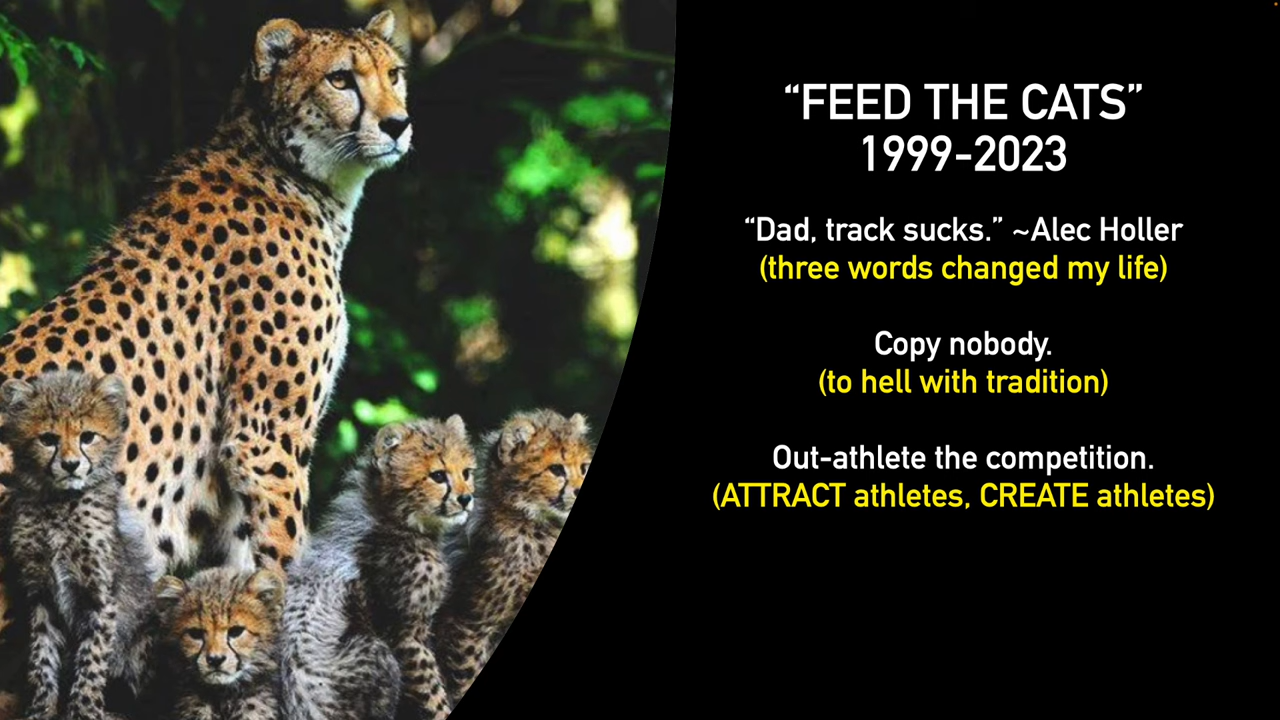 “FEED THE CATS”
1999-2023
“Dad, track sucks.” ~Alec Holler
(three words changed my life)
Copy nobody.
(to hell with tradition)
Out-athlete the competition.
(ATTRACT athletes, CREATE athletes)